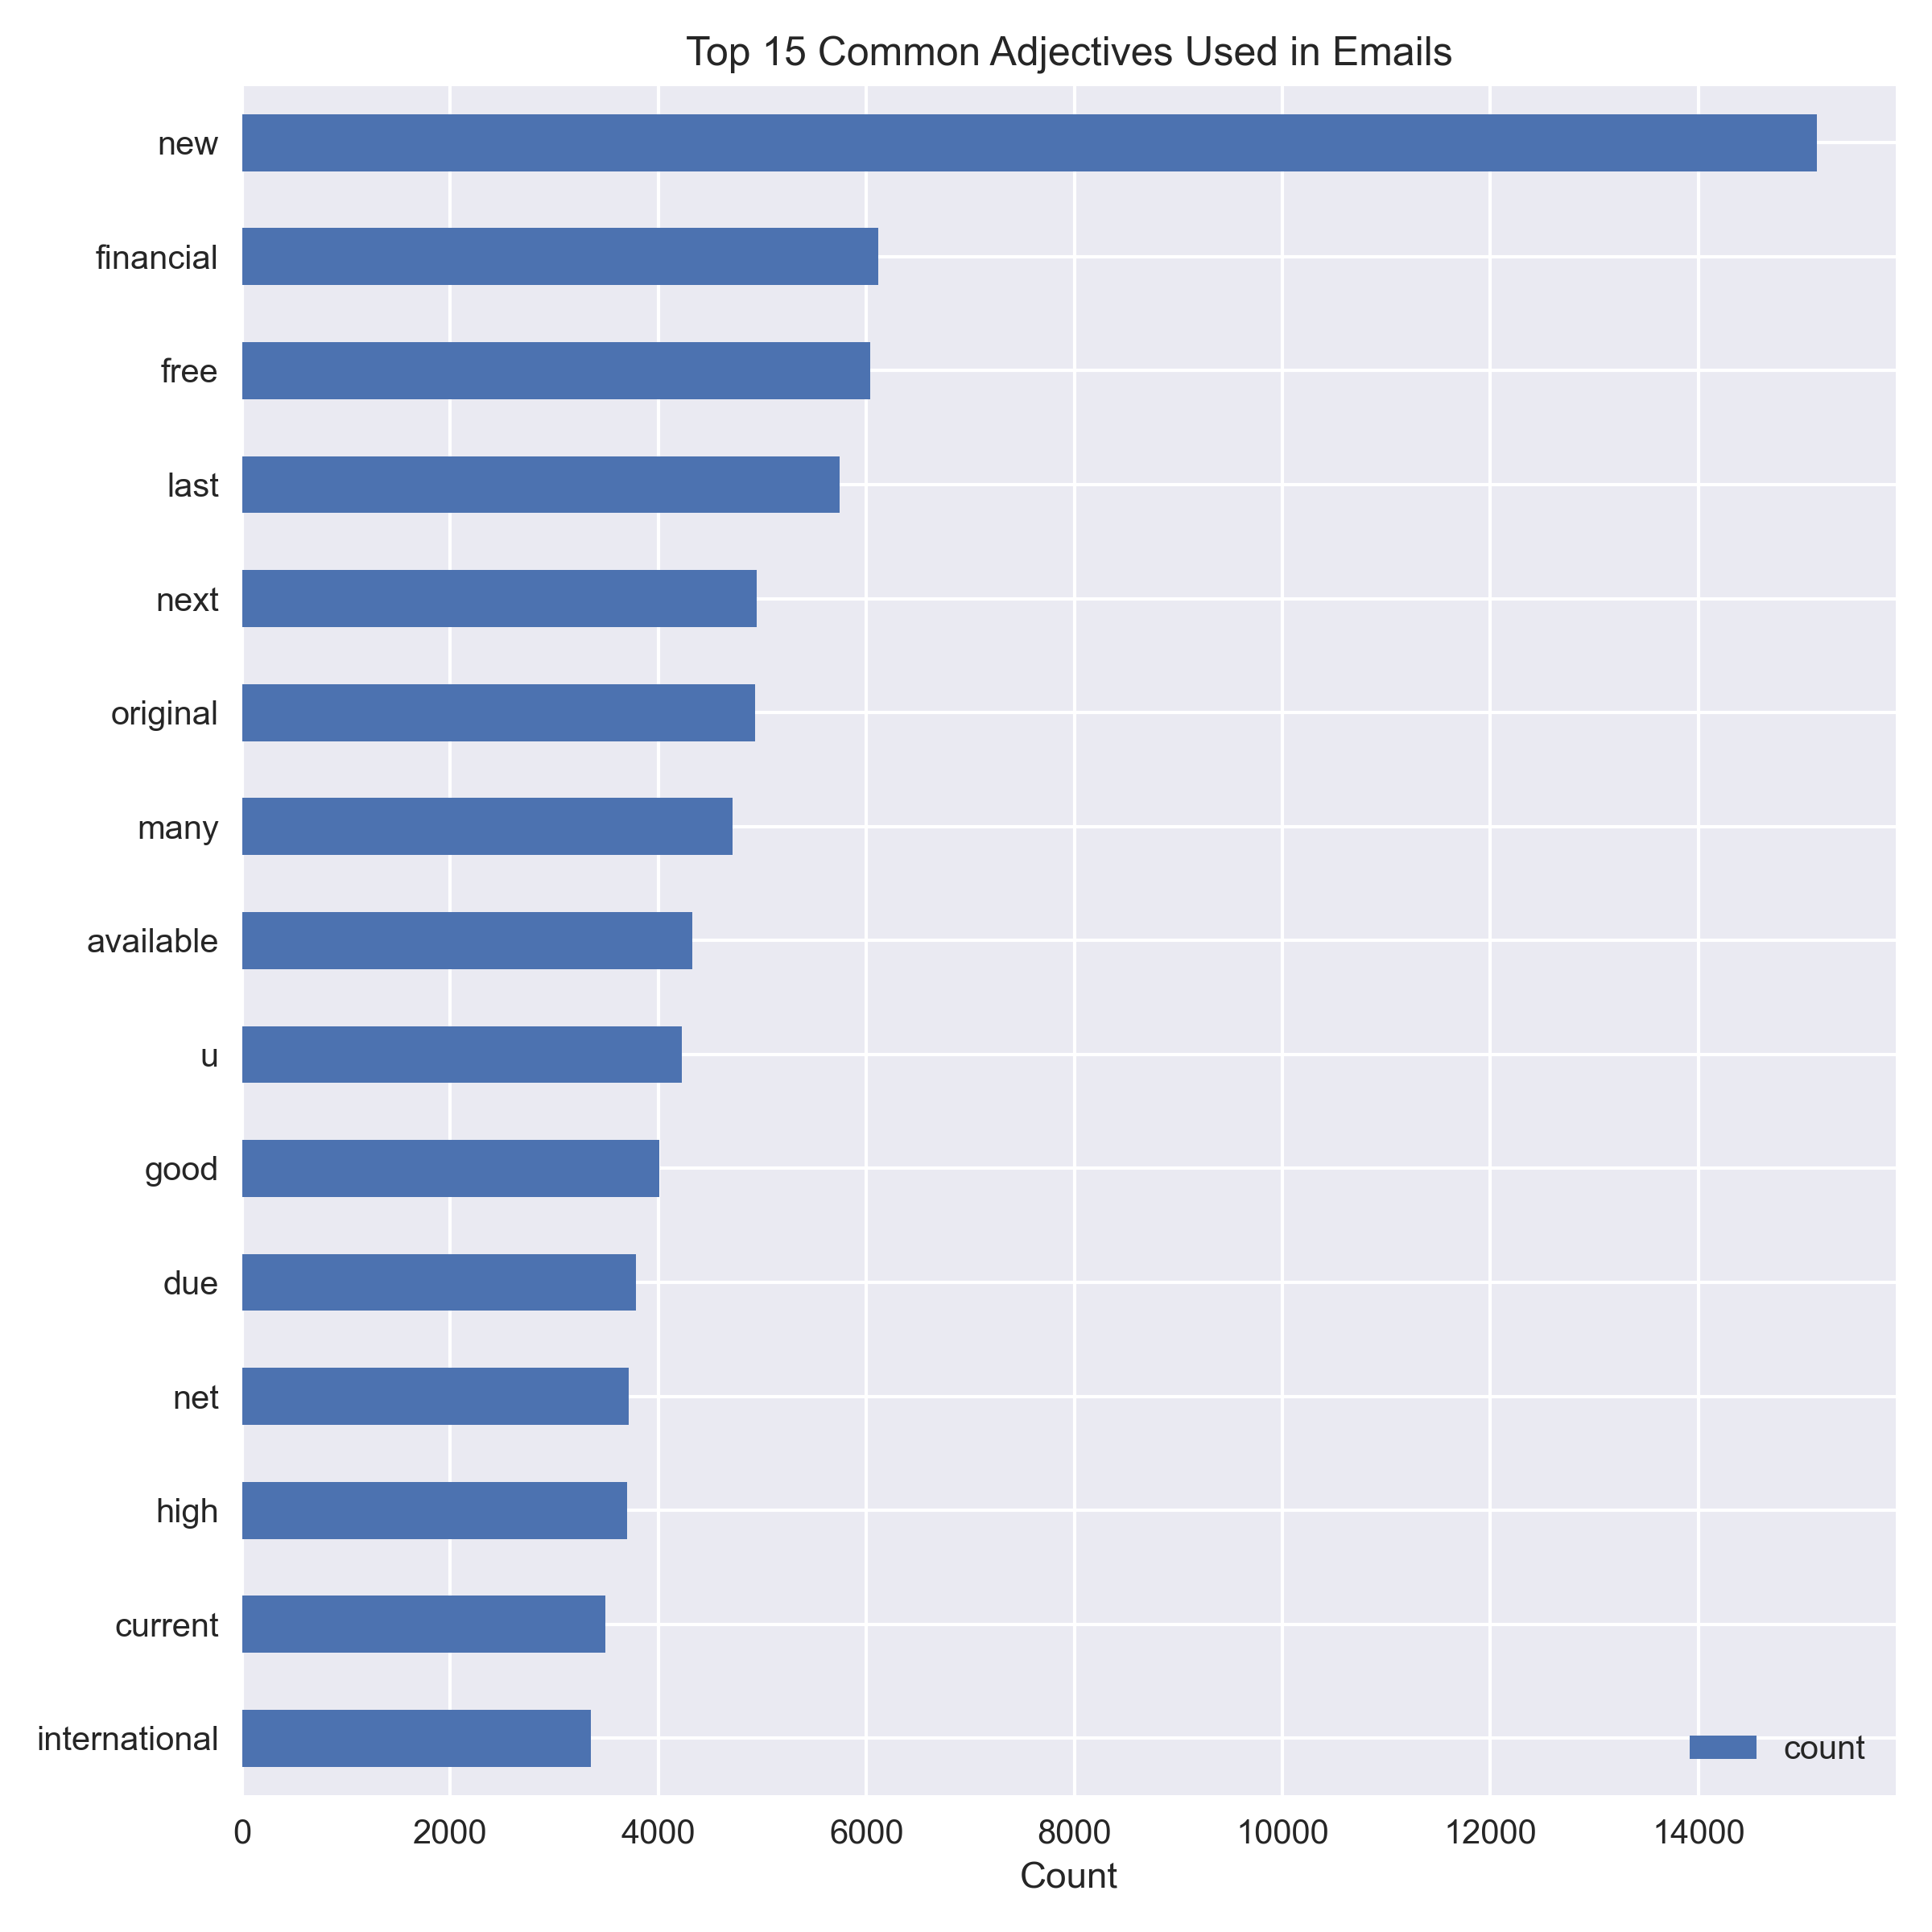 Top 15 Common Adjectives Used in Emails
new
financial
free
last
next
original
many
available
u
good
due
net
high
current
international
count
0 2000 4000 6000 8000 10000 12000 14000
Count